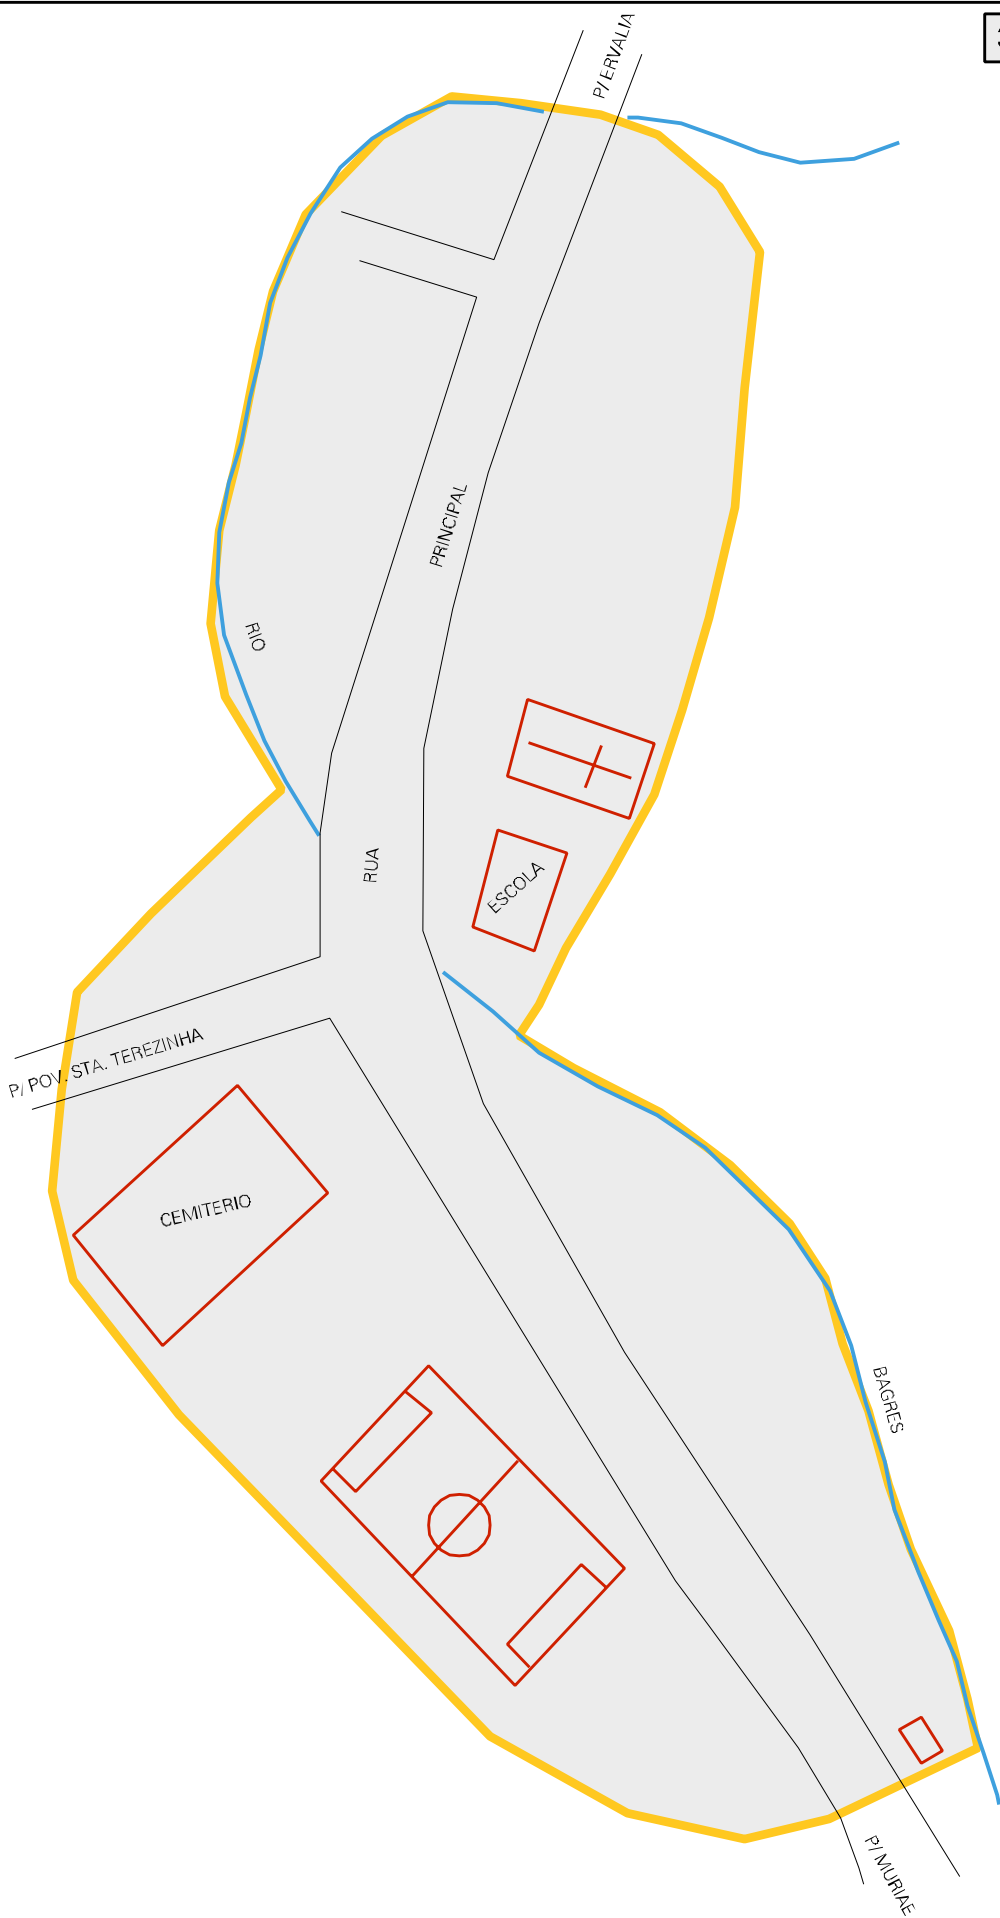 P/ ERVALIA
PRINCIPAL
RIO
RUA
ESCOLA
P/ POV. STA. TEREZINHA
CEMITERIO
BAGRES
P/ MURIAE